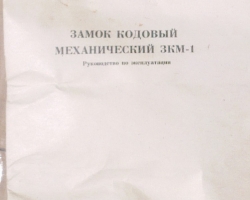 ЗАМОК КОДОВЫЙ
МЕХАНИЧЕСКИЙ ЗКМ-1
Руководство по эксплуатации